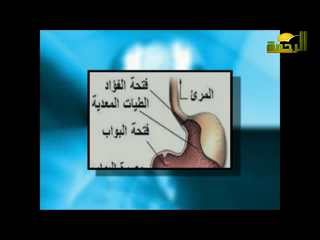 الرحمة
فتحة الفؤاد
المرئ
الطيات المعدية
فتحة البواب